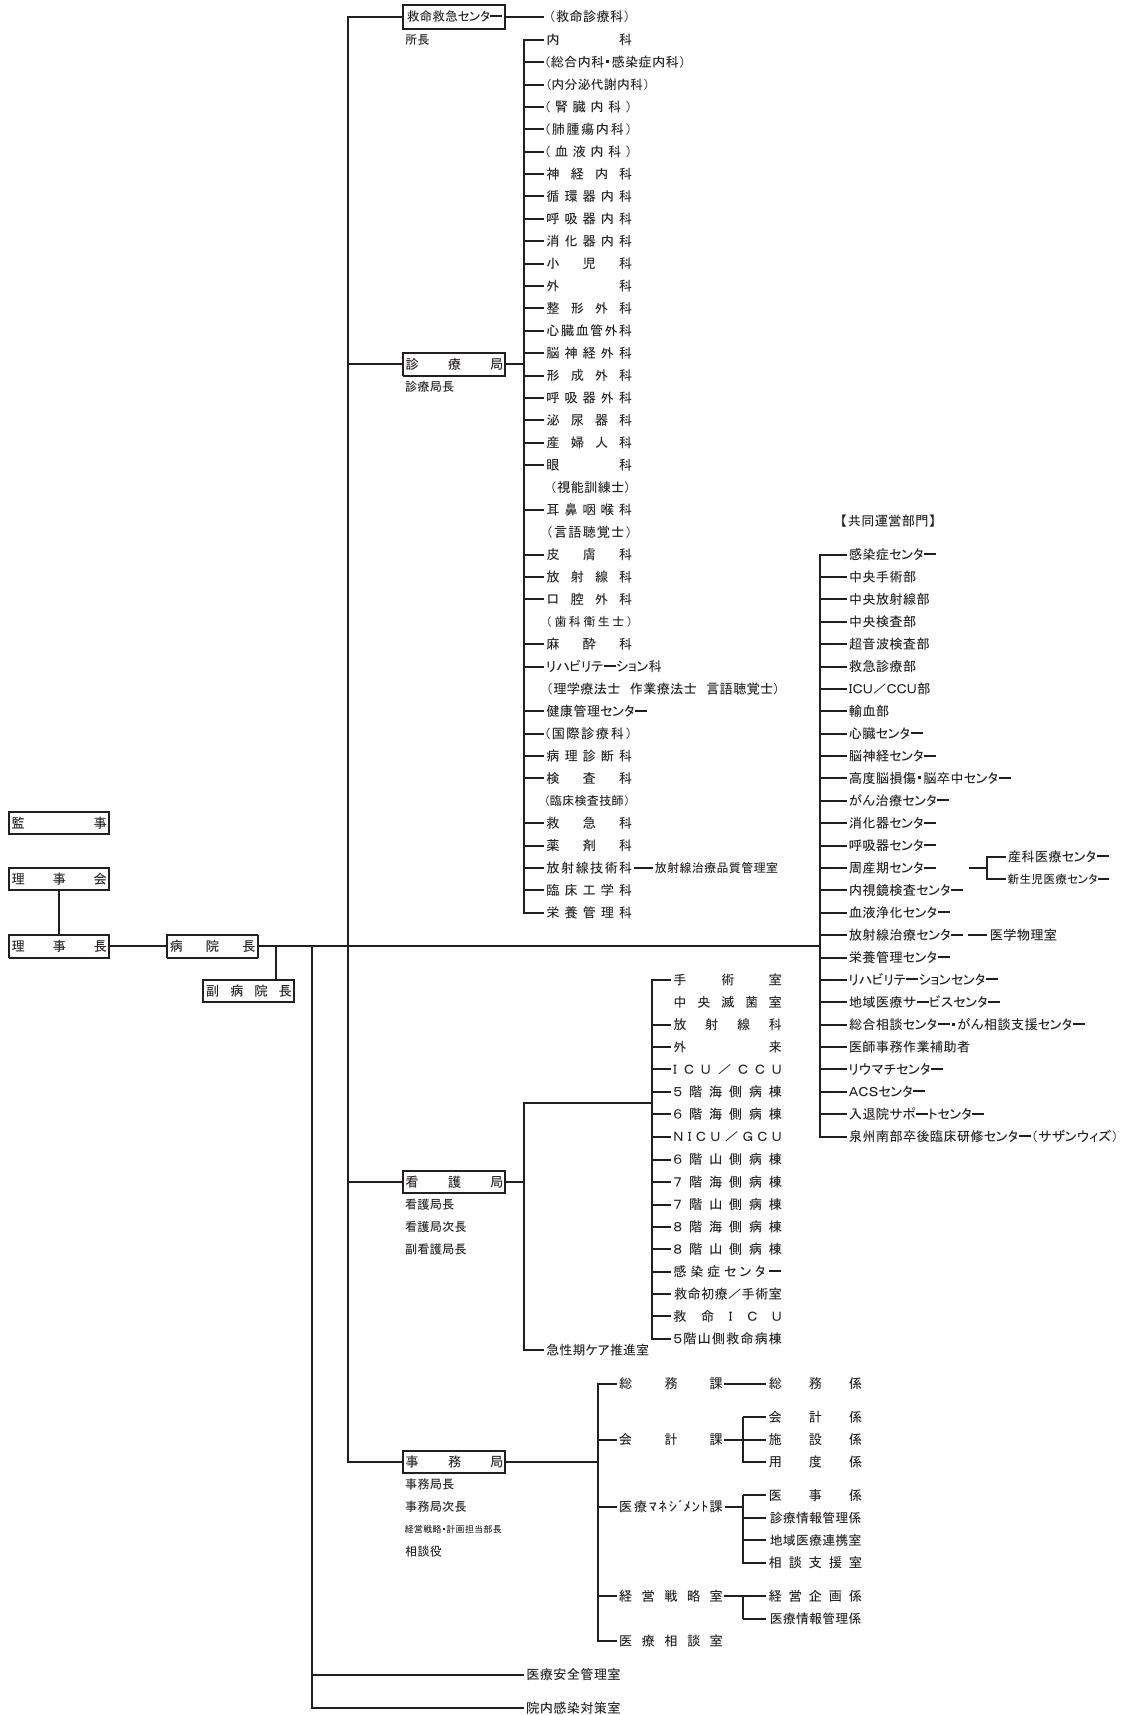 監事
理事会
理事長
病院長
副病院長
救命救急センター
(救命診療科)
所長
診療局
診療局長
内科
(総合内科・感染症内科)
(内分泌代謝内科)
(腎臓内科)
(肺腫瘍内科)
(血液内科)
神経内科
循環器内科
呼吸器内科
消化器内科
小児科
外科
整形外科
心臓血管外科
脳神経外科
形成外科
呼吸器外科
泌尿器科
産婦人科
眼科
(視能訓練士)
耳鼻咽喉科
(言語聴覚士)
皮膚科
放射線科
口腔外科
(歯科衛生士)
麻酔科
リハビリテーション科
(理学療法士 作業療法士 言語聴覚士)
健康管理センター
(国際診療科)
病理診断科
検査科
(臨床検査技師)
救急科
薬剤科
放射線技術科
放射線治療品質管理室
臨床工学科
栄養管理科
看護局
看護局長
看護局次長
副看護局長
手術室
中央滅菌室
放射線科
外来
ICU/CCU
5階海側病棟
6階海側病棟
NICU/GCU
6階山側病棟
7階海側病棟
7階山側病棟
8階海側病棟
8階山側病棟
感染症センター
救命初療/手術室
救命ICU
5階山側救命病棟
急性期ケア推進室
事務局
事務局長
事務局次長
経営戦略・計画担当部長
相談役
総務課
総務係
会計課
会計係
施設係
用度係
医療マネジメント課
医事係
診療情報管理係
地域医療連携室
相談支援室
経営戦略室
経営企画係
医療情報管理係
医療相談室
医療安全管理室
院内感染対策室
【共同運営部門】
感染症センター
中央手術部
中央放射線部
中央検査部
超音波検査部
救急診療部
ICU/CCU部
輸血部
心臓センター
脳神経センター
高度脳損傷・脳卒中センター
がん治療センター
消化器センター
呼吸器センター
周産期センター
産科医療センター
新生児医療センター
内視鏡検査センター
血液浄化センター
放射線治療センター
医学物理室
栄養管理センター
リハビリテーションセンター
地域医療サービスセンター
総合相談センター・がん相談支援センター
医師事務作業補助者
リウマチセンター
ACSセンター
入退院サポートセンター
泉州南部卒後臨床研修センター(サザンウィズ)